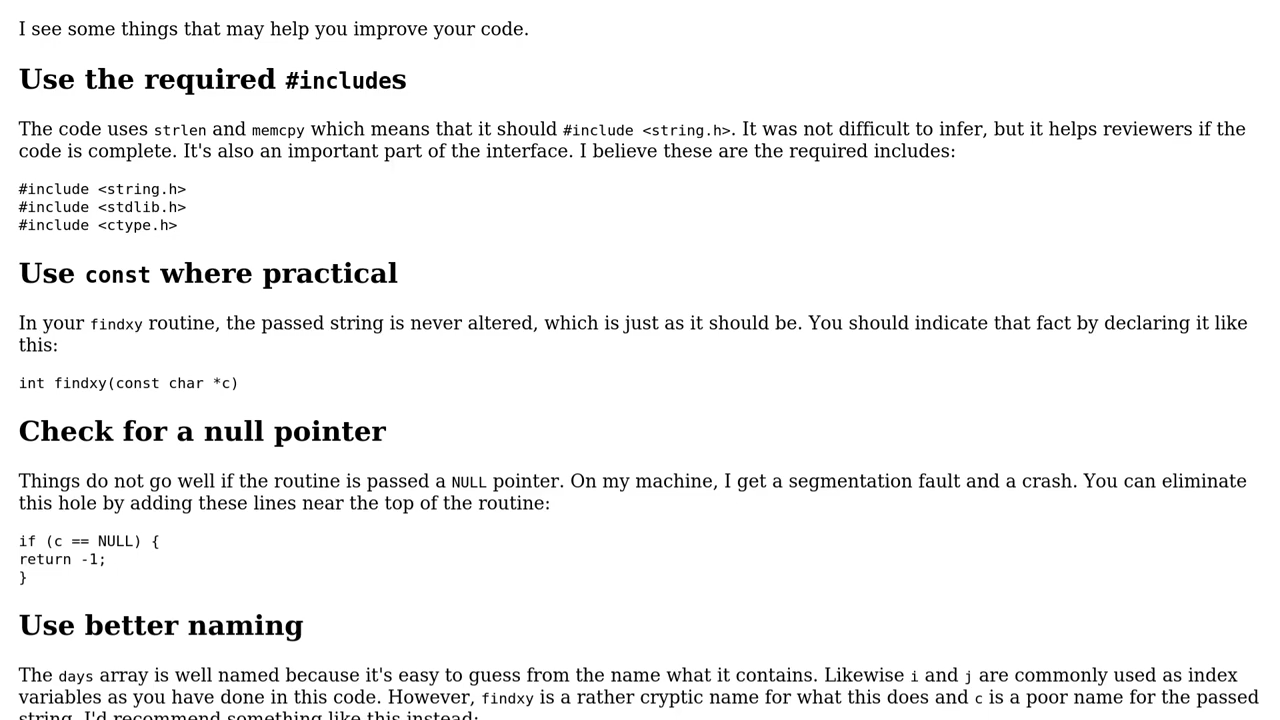 I see some things that may help you improve your code.
Use the required #includes
The code uses strlen and memcpy which means that it should #include <string.h>. It was not difficult to infer, but it helps reviewers if the
code is complete. It's also an important part of the interface. I believe these are the required includes:
#include <string.h>
#include <stdlib.h>
#include <ctype.h>
Use const where practical
In your findxy routine, the passed string is never altered, which is just as it should be. You should indicate that fact by declaring it like
this:
int findxy(const char *c)
Check for a null pointer
Things do not go well if the routine is passed a NULL pointer. On my machine, I get a segmentation fault and a crash. You can eliminate
this hole by adding these lines near the top of the routine:
if (c == NULL) {
return -1;
}
Use better naming
The days array is well named because it's easy to guess from the name what it contains. Likewise i and j are commonly used as index
variables as you have done in this code. However, findxy is a rather cryptic name for what this does and c is a poor name for the passed
string. I'd recommend something like this instead: